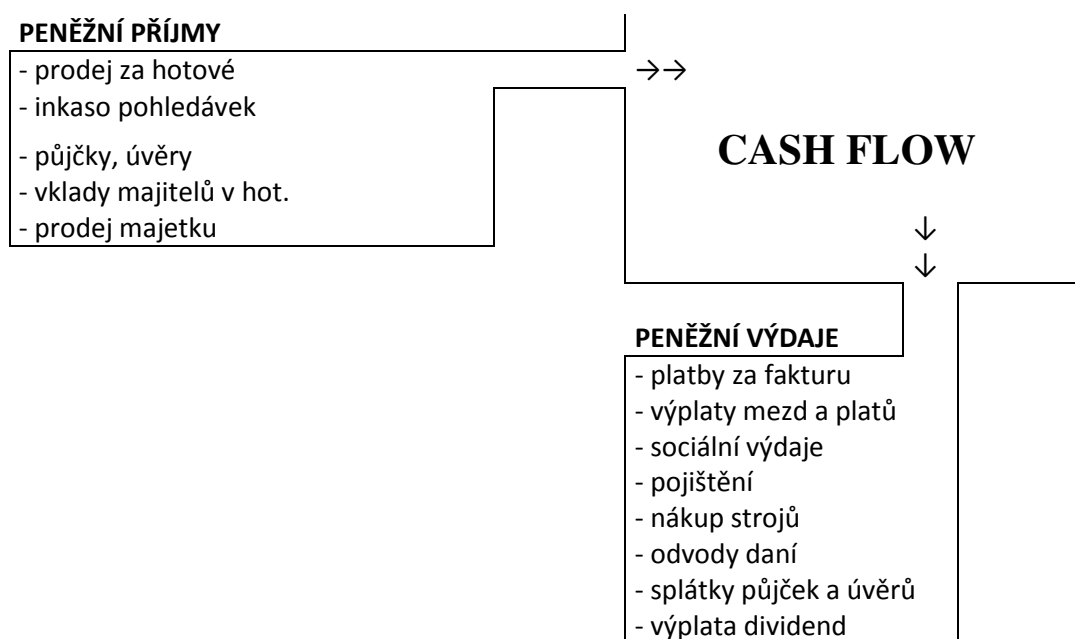 PENĚŽNÍ PŘÍJMY
- prodej za hotové
- inkaso pohledávek
- půjčky, úvěry
- vklady majitelů v hot.
- prodej majetku
→→
CASH FLOW
↓
↓
PENĚŽNÍ VÝDAJE
- platby za fakturu
- výplaty mezd a platů
- sociální výdaje
- pojištění
- nákup strojů
- odvody daní
- splátky půjček a úvěrů
- výplata dividend